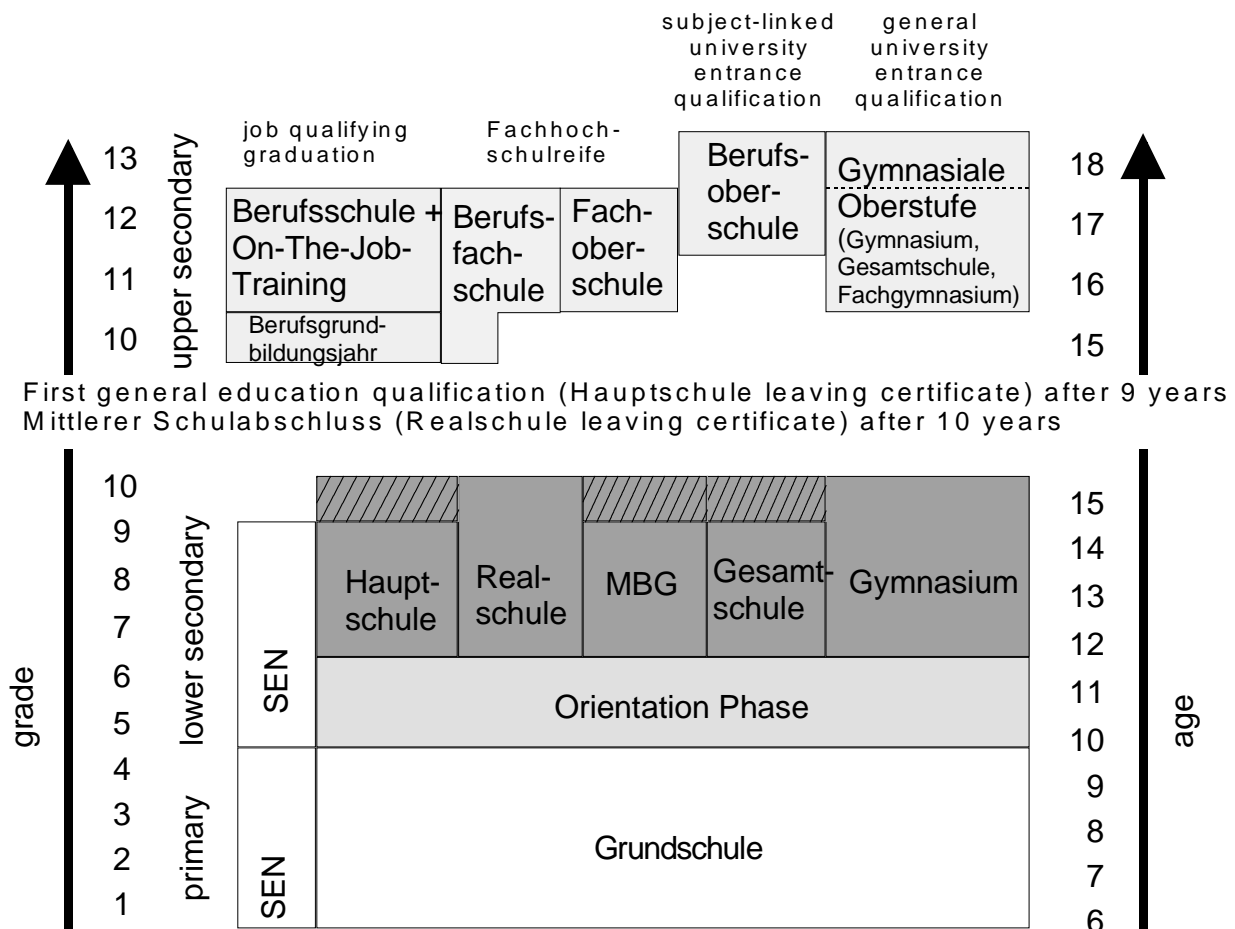 subject-linked
university
entrance
qualification
general
university
entrance
qualification
job qualifying
graduation
Fachhoch-
schulreife
13
12
11
10
upper secondary
Berufsschule +
On-The-Job-
Training
Berufsgrund-
bildungsjahr
Berufs-
fach-
schule
Fach-
ober-
schule
Berufs-
ober-
schule
Gymnasiale
Oberstufe
(Gymnasium,
Gesamtschule,
Fachgymnasium)
18
17
16
15
First general education qualification (Hauptschule leaving certificate) after 9 years
Mittlerer Schulabschluss (Realschule leaving certificate) after 10 years
grade
10
9
8
7
6
5
4
3
2
1
lower secondary
primary
SEN
SEN
Haupt-
schule
Real-
schule
MBG
Gesamt-
schule
Gymnasium
Orientation Phase
Grundschule
15
14
13
12
11
10
9
8
7
6
age